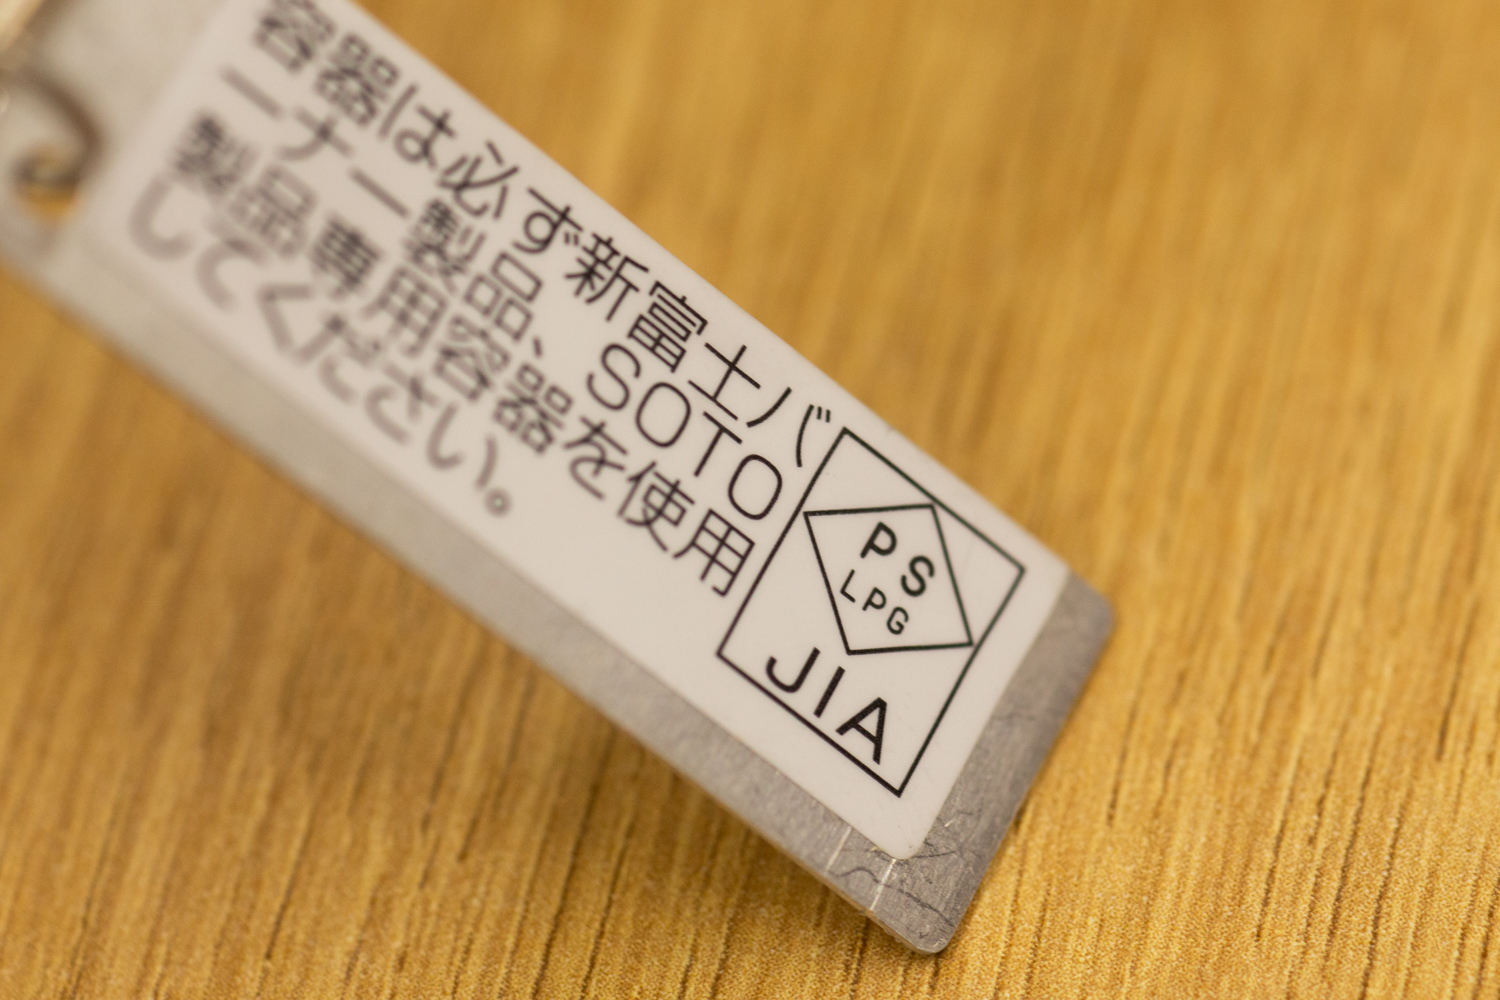 容器は必ず新富士バ
ーナー製品、SOTO
製品専用容器を使用
してください。
PS
LPG
JIA